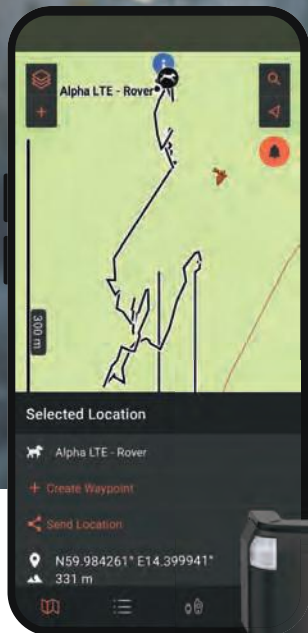 Alpha LTE - Rover
300 m
Selected Location
Alpha LTE - Rover
+ Create Waypoint
Send Location
N59.984261° E14.399941°
331 m